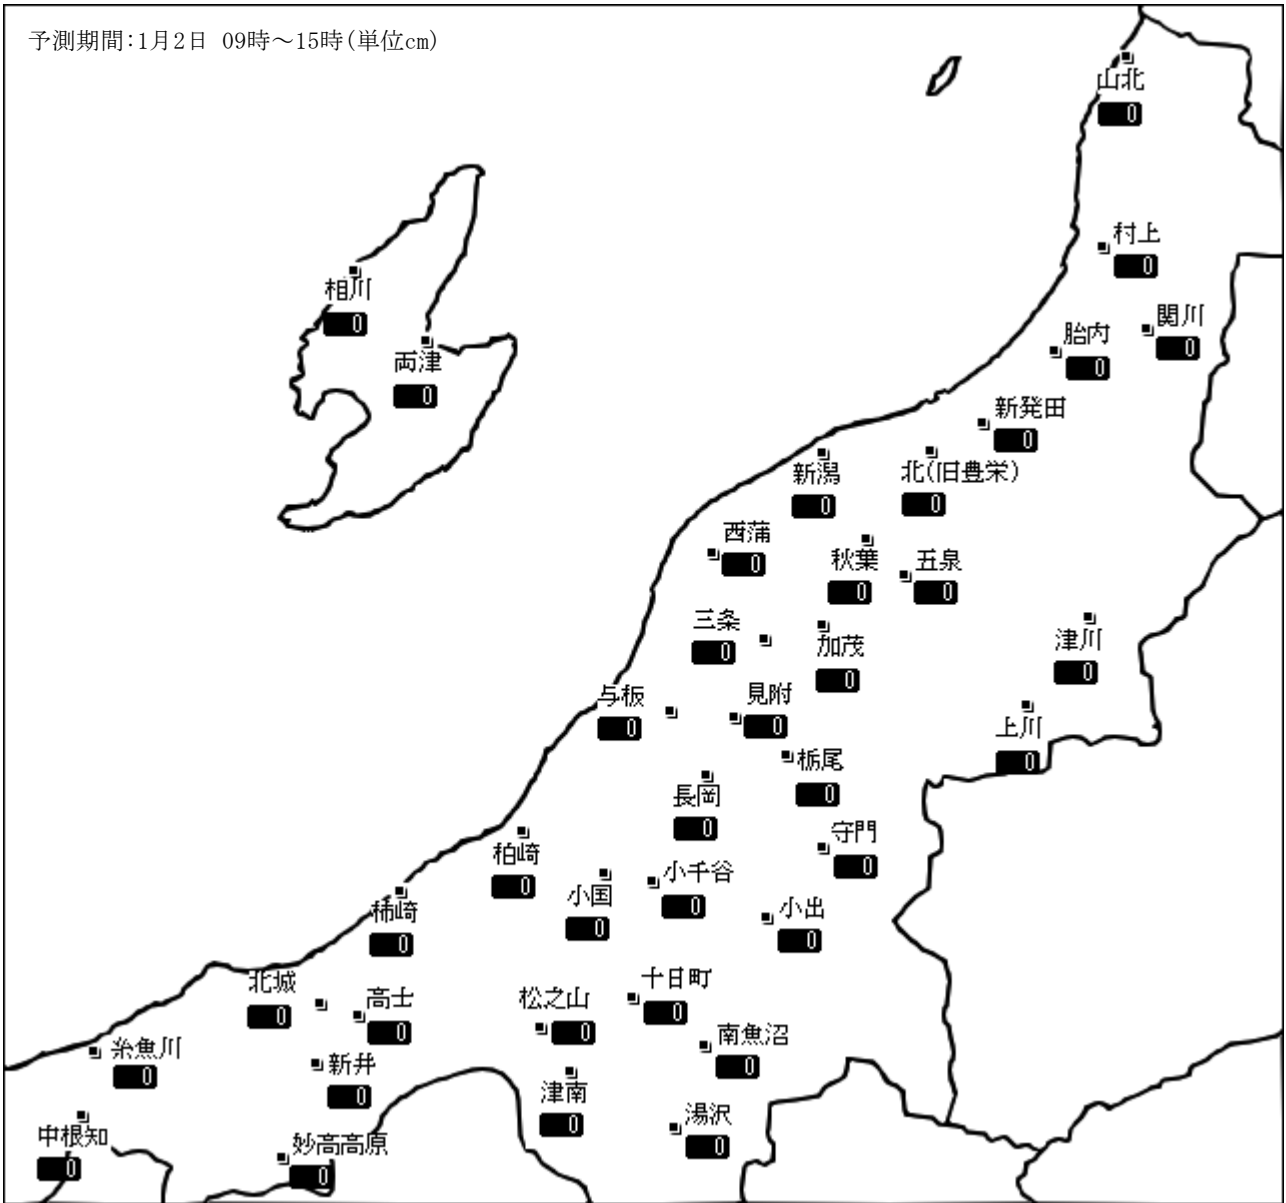 予測期間:1月2日 09時～15時(単位cm)
山北
0
村上
0
相川
0
関川
0
胎内
0
両津
0
新発田
0
新潟
0
北(旧豊栄)
0
西蒲
0
秋葉
0
五泉
0
三条
0
加茂
0
津川
0
与板
0
見附
0
上川
0
栃尾
0
長岡
0
守門
0
柏崎
0
小千谷
0
小国
0
柿崎
0
小出
0
北城
0
高士
0
松之山
0
十日町
0
糸魚川
0
新井
0
南魚沼
0
津南
0
湯沢
0
中根知
0
妙高高原
0